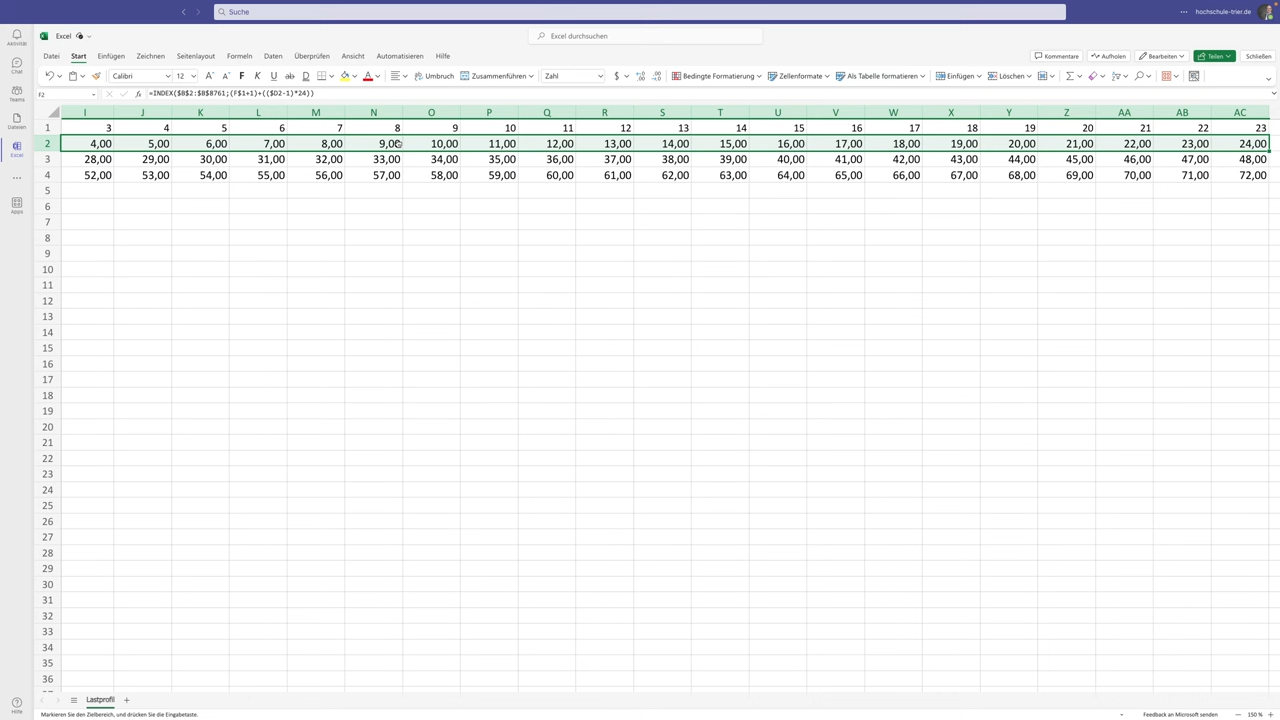 Suche
hochschule-trier.de
Aktivität
Chat
Teams
Dateien
Excel
Apps
Hilfe
Excel
Excel durchsuchen
Datei Start Einfügen Zeichnen Seitenlayout Formeln Daten Überprüfen Ansicht Automatisieren Hilfe
Kommentare Aufholen Bearbeiten Teilen Schließen
Calibri 12 F K U ab D A Umbruch Zusammenführen Zahl $ Bedingte Formatierung Zellenformate Als Tabelle formatieren Einfügen Löschen
F2 fx =INDEX($B$2:$B$8761;(F$1+1)+(($D2-1)*24))
I J K L M N O P Q R S T U V W X Y Z AA AB AC
1 3 4 5 6 7 8 9 10 11 12 13 14 15 16 17 18 19 20 21 22 23
2 4,00 5,00 6,00 7,00 8,00 9,00 10,00 11,00 12,00 13,00 14,00 15,00 16,00 17,00 18,00 19,00 20,00 21,00 22,00 23,00 24,00
3 28,00 29,00 30,00 31,00 32,00 33,00 34,00 35,00 36,00 37,00 38,00 39,00 40,00 41,00 42,00 43,00 44,00 45,00 46,00 47,00 48,00
4 52,00 53,00 54,00 55,00 56,00 57,00 58,00 59,00 60,00 61,00 62,00 63,00 64,00 65,00 66,00 67,00 68,00 69,00 70,00 71,00 72,00
5
6
7
8
9
10
11
12
13
14
15
16
17
18
19
20
21
22
23
24
25
26
27
28
29
30
31
32
33
34
35
36
Lastprofil
Markieren Sie den Zielbereich, und drücken Sie die Eingabetaste.
Feedback an Microsoft senden 150 %